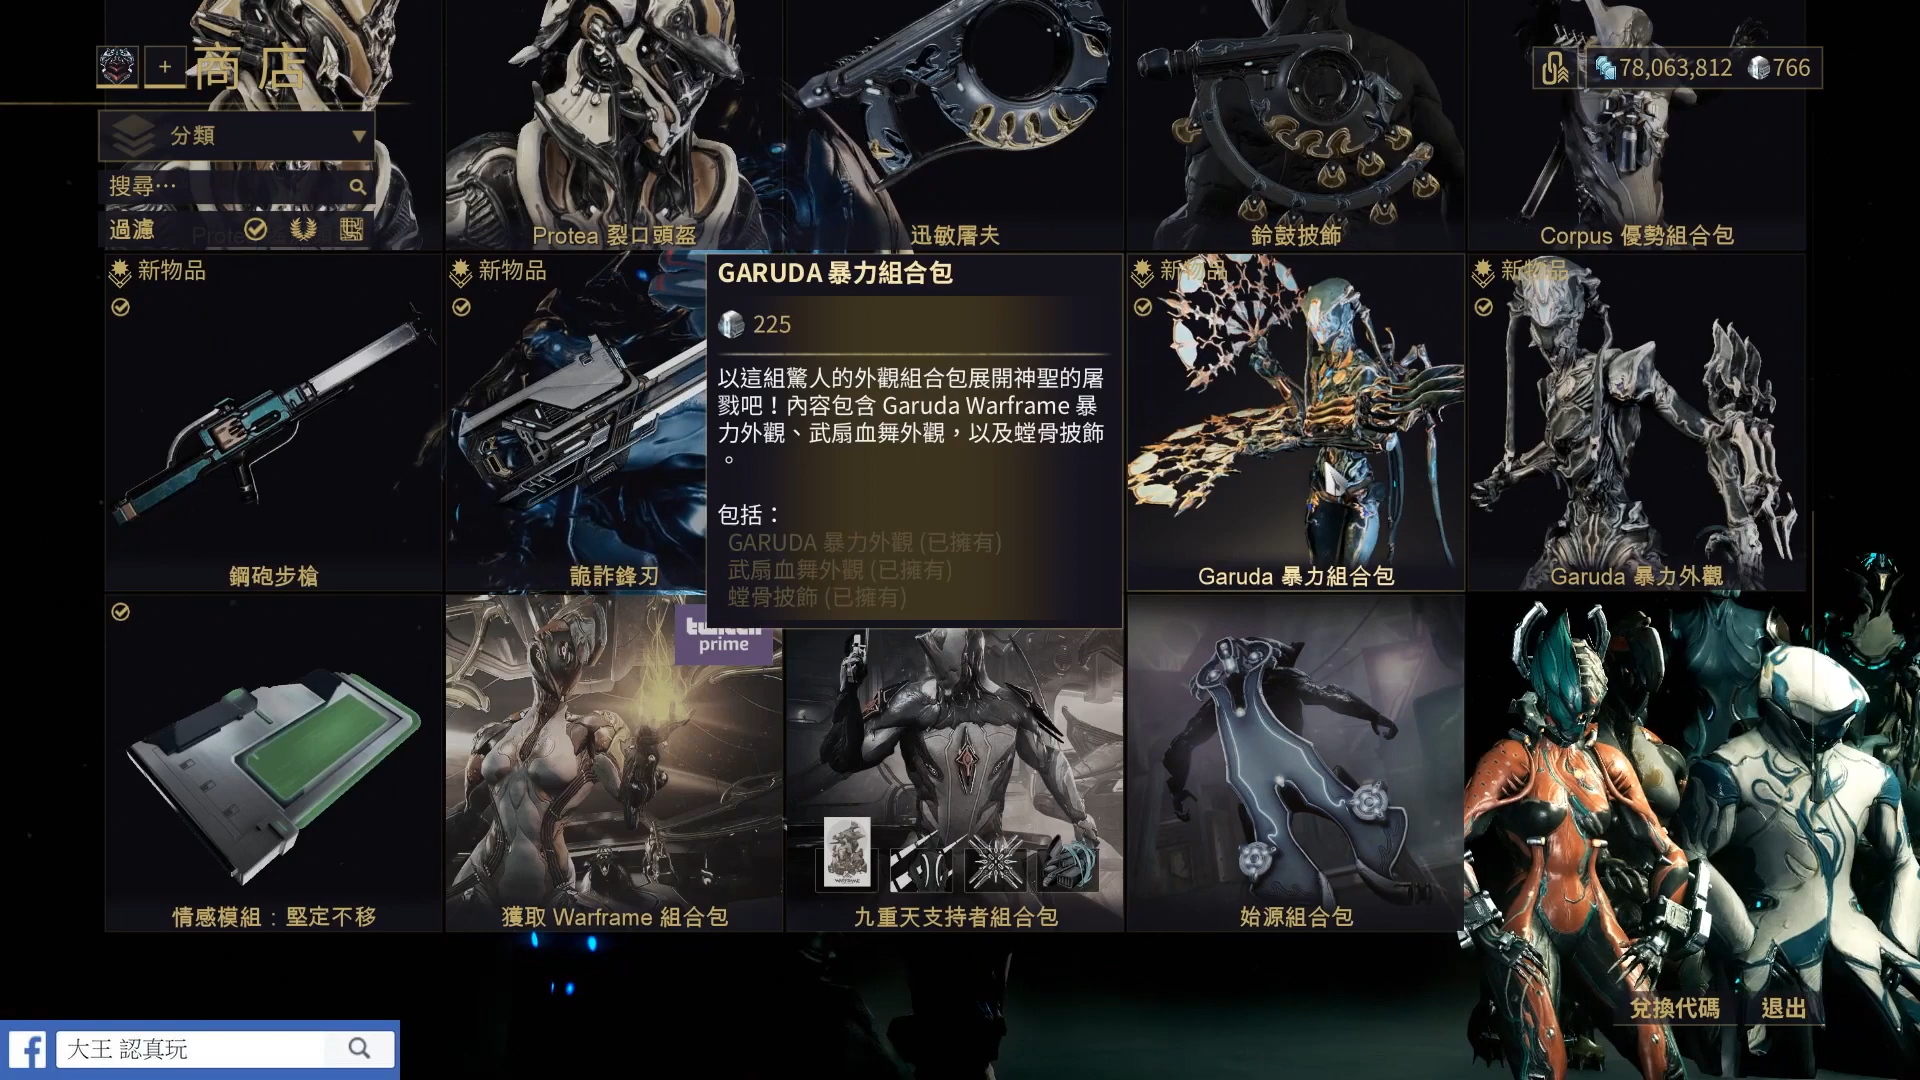 商店
78,063,812
766
分類
搜尋…
過濾
Protea 裂口頭盔
迅敏屠夫
鈴鼓披飾
Corpus 優勢組合包
新物品
新物品
新物品
新物品
GARUDA 暴力組合包
225
以這組驚人的外觀組合包展開神聖的屠
戮吧！內容包含 Garuda Warframe 暴
力外觀、武扇血舞外觀，以及螳骨披飾
。
包括：
GARUDA 暴力外觀 (已擁有)
武扇血舞外觀 (已擁有)
螳骨披飾 (已擁有)
鋼砲步槍
詭詐鋒刃
Garuda 暴力組合包
Garuda 暴力外觀
twitch
prime
WARFRAME
情感模組：堅定不移
獲取 Warframe 組合包
九重天支持者組合包
始源組合包
兌換代碼
退出
大王 認真玩